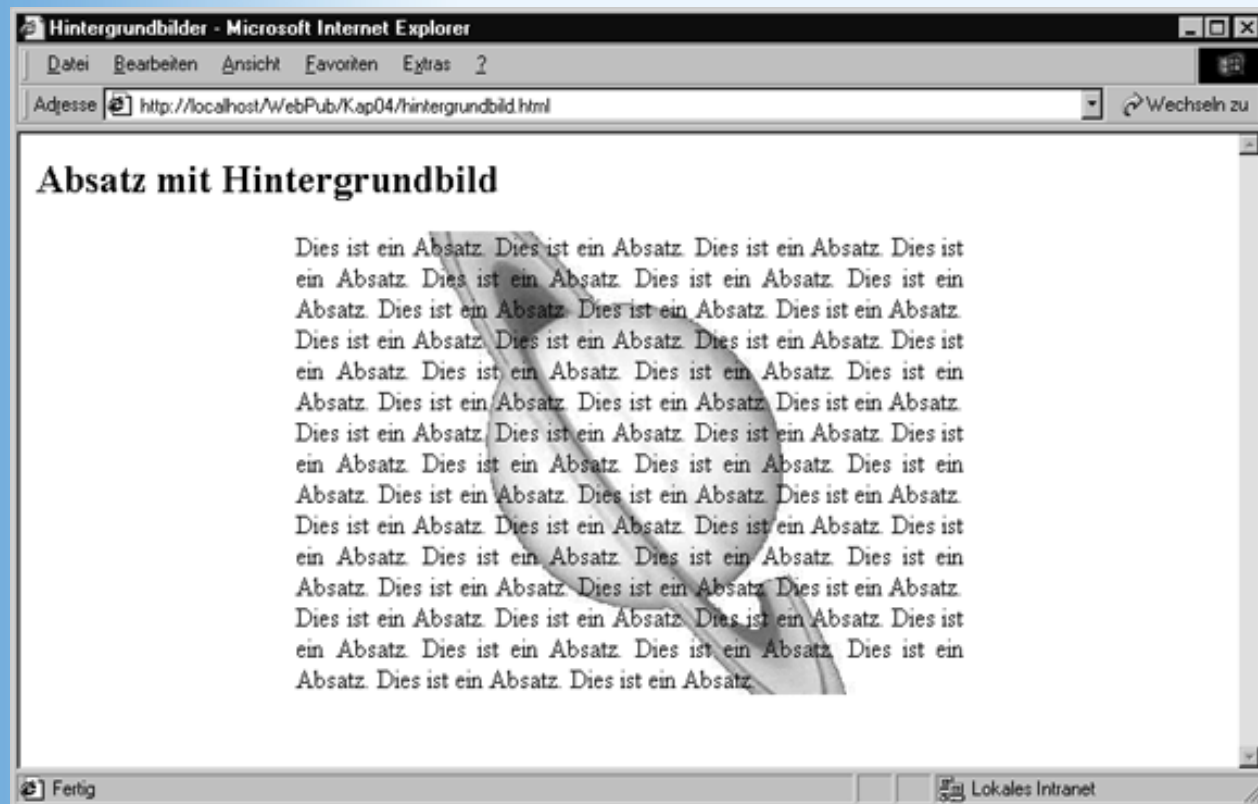 Hintergrundbilder - Microsoft Internet Explorer
Datei Bearbeiten Ansicht Favoriten Extras ?
Adresse http://localhost/WebPub/Kap04/hintergrundbild.html Wechseln zu
Absatz mit Hintergrundbild
Dies ist ein Absatz. Dies ist ein Absatz. Dies ist ein Absatz. Dies ist
ein Absatz. Dies ist ein Absatz. Dies ist ein Absatz. Dies ist ein
Absatz. Dies ist ein Absatz. Dies ist ein Absatz. Dies ist ein Absatz.
Dies ist ein Absatz. Dies ist ein Absatz. Dies ist ein Absatz. Dies ist
ein Absatz. Dies ist ein Absatz. Dies ist ein Absatz. Dies ist ein
Absatz. Dies ist ein Absatz. Dies ist ein Absatz. Dies ist ein Absatz.
Dies ist ein Absatz. Dies ist ein Absatz. Dies ist ein Absatz. Dies ist
ein Absatz. Dies ist ein Absatz. Dies ist ein Absatz. Dies ist ein
Absatz. Dies ist ein Absatz. Dies ist ein Absatz. Dies ist ein Absatz.
Dies ist ein Absatz. Dies ist ein Absatz. Dies ist ein Absatz. Dies ist
ein Absatz. Dies ist ein Absatz. Dies ist ein Absatz. Dies ist ein
Absatz. Dies ist ein Absatz. Dies ist ein Absatz. Dies ist ein Absatz.
Dies ist ein Absatz. Dies ist ein Absatz. Dies ist ein Absatz. Dies ist
ein Absatz. Dies ist ein Absatz. Dies ist ein Absatz. Dies ist ein
Absatz. Dies ist ein Absatz. Dies ist ein Absatz.
Fertig Lokales Intranet